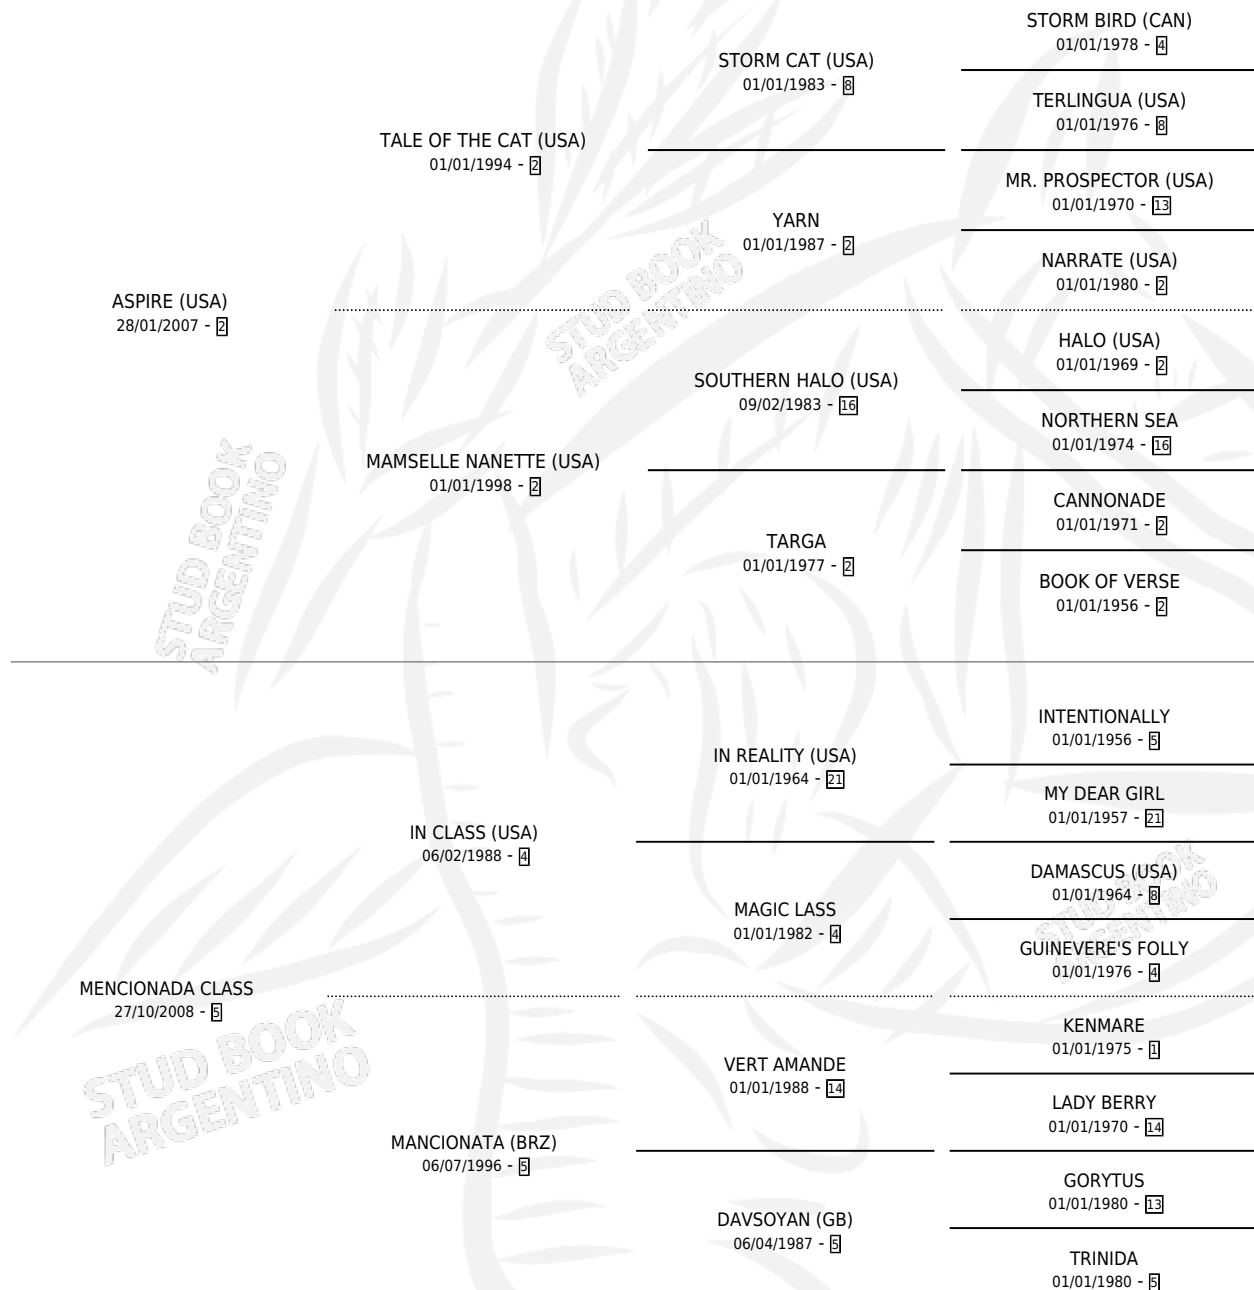 STORM BIRD (CAN)
01/01/1978 - 4
STORM CAT (USA)
01/01/1983 - 8
TERLINGUA (USA)
01/01/1976 - 8
TALE OF THE CAT (USA)
01/01/1994 - 2
MR. PROSPECTOR (USA)
01/01/1970 - 13
YARN
01/01/1987 - 2
NARRATE (USA)
01/01/1980 - 2
ASPIRE (USA)
28/01/2007 - 2
HALO (USA)
01/01/1969 - 2
SOUTHERN HALO (USA)
09/02/1983 - 16
NORTHERN SEA
01/01/1974 - 16
MAMSELLE NANETTE (USA)
01/01/1998 - 2
CANNONADE
01/01/1971 - 2
TARGA
01/01/1977 - 2
BOOK OF VERSE
01/01/1956 - 2
STUD BOOK
ARGENTINO
STUD BOOK
ARGENTINO
INTENTIONALLY
01/01/1956 - 5
IN REALITY (USA)
01/01/1964 - 21
MY DEAR GIRL
01/01/1957 - 21
IN CLASS (USA)
06/02/1988 - 4
DAMASCUS (USA)
01/01/1964 - 8
MAGIC LASS
01/01/1982 - 4
GUINEVERE'S FOLLY
01/01/1976 - 4
MENCIONADA CLASS
27/10/2008 - 5
KENMARE
01/01/1975 - 1
VERT AMANDE
01/01/1988 - 14
LADY BERRY
01/01/1970 - 14
MANCIONATA (BRZ)
06/07/1996 - 5
GORYTUS
01/01/1980 - 13
DAVSOYAN (GB)
06/04/1987 - 5
TRINIDA
01/01/1980 - 5
STUD BOOK
ARGENTINO
STUD BOOK
ARGENTINO